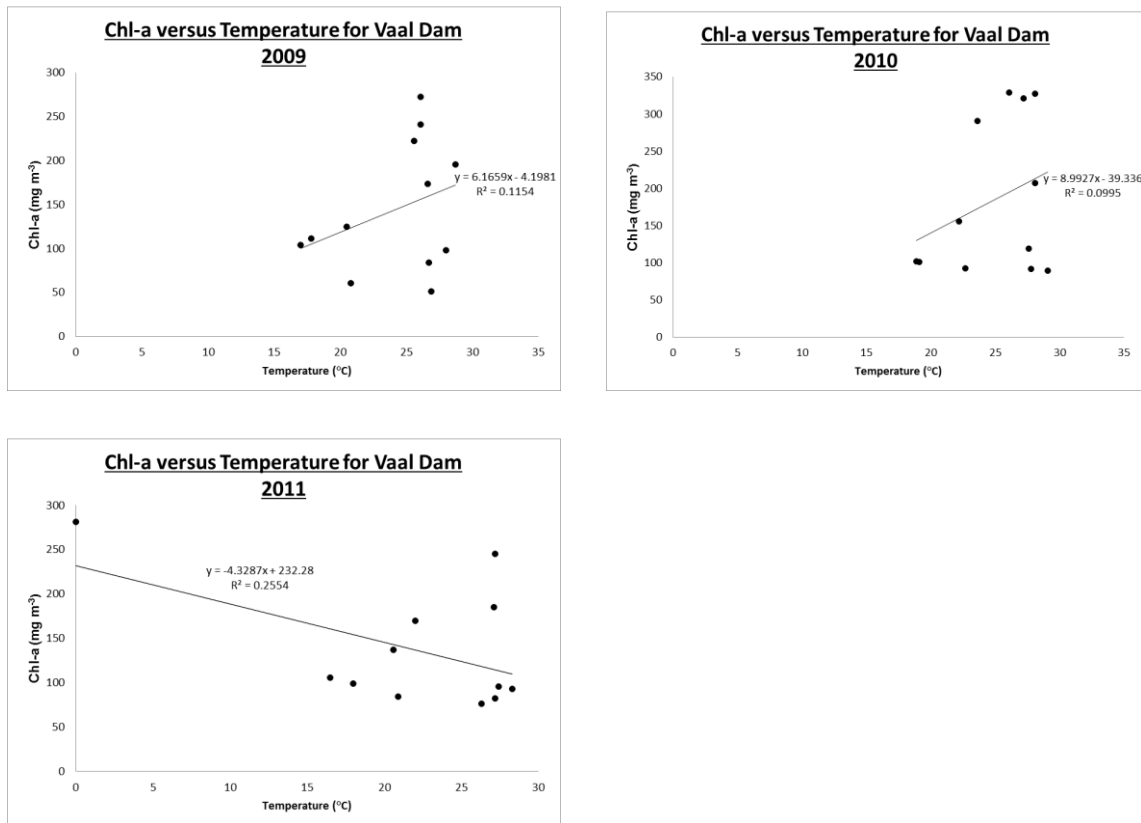 Chl-a versus Temperature for Vaal Dam
2009
300
250
200
150
100
50
0
Chl-a (mg m⁻³)
y = 6.1659x - 4.1981
R² = 0.1154
0 5 10 15 20 25 30 35
Temperature (°C)
Chl-a versus Temperature for Vaal Dam
2010
350
300
250
200
150
100
50
0
Chl-a (mg m⁻³)
y = 8.9927x - 39.336
R² = 0.0995
0 5 10 15 20 25 30 35
Temperature (°C)
Chl-a versus Temperature for Vaal Dam
2011
300
250
200
150
100
50
0
Chl-a (mg m⁻³)
y = -4.3287x + 232.28
R² = 0.2554
0 5 10 15 20 25 30
Temperature (°C)